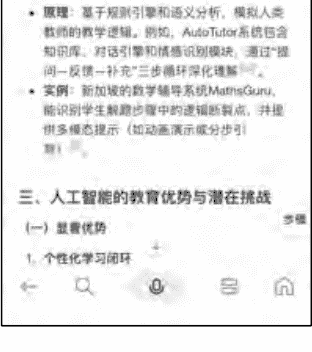 • 原理：基于规则引擎和语义分析，模拟人类
教师的教学逻辑。例如，AutoTutor系统包含
知识库、对话引擎和情感识别模块，通过“提
问—反馈—补充”三步循环深化理解
• 实例：新加坡的数学辅导系统MathsGuru，
能识别学生解题步骤中的逻辑断裂点，并提
供多模态提示（如动画演示或分步引
导）
三、人工智能的教育优势与潜在挑战
步骤
（一）显著优势
1. 个性化学习闭环